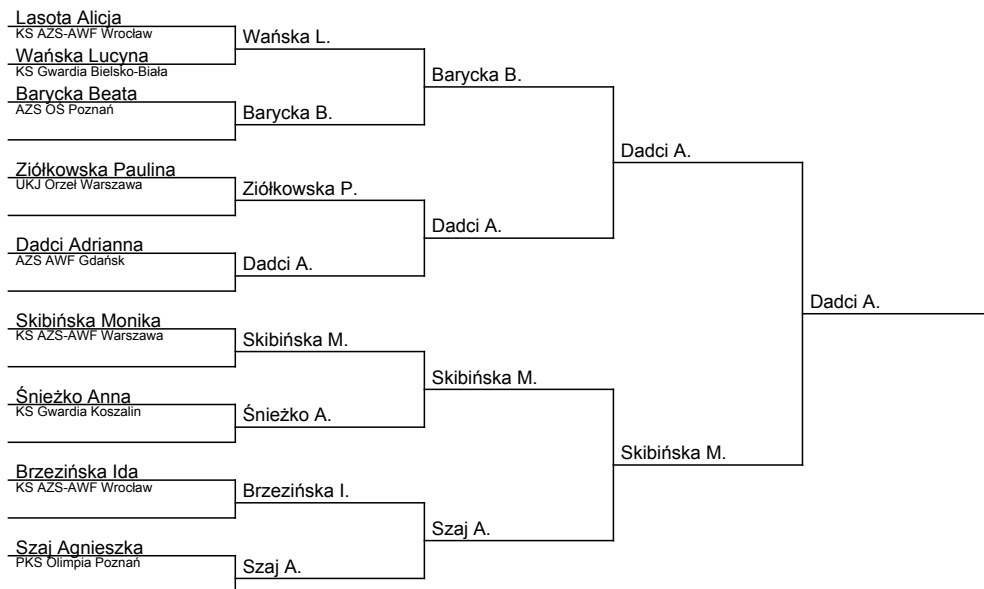 Lasota Alicja
KS AZS-AWF Wrocław
Wańska Lucyna
KS Gwardia Bielsko-Biała
Barycka Beata
AZS OŚ Poznań
Ziółkowska Paulina
UKJ Orzeł Warszawa
Dadci Adrianna
AZS AWF Gdańsk
Skibińska Monika
KS AZS-AWF Warszawa
Śnieżko Anna
KS Gwardia Koszalin
Brzezińska Ida
KS AZS-AWF Wrocław
Szaj Agnieszka
PKS Olimpia Poznań
Wańska L.
Barycka B.
Ziółkowska P.
Dadci A.
Skibińska M.
Śnieżko A.
Brzezińska I.
Szaj A.
Barycka B.
Dadci A.
Skibińska M.
Szaj A.
Dadci A.
Skibińska M.
Dadci A.